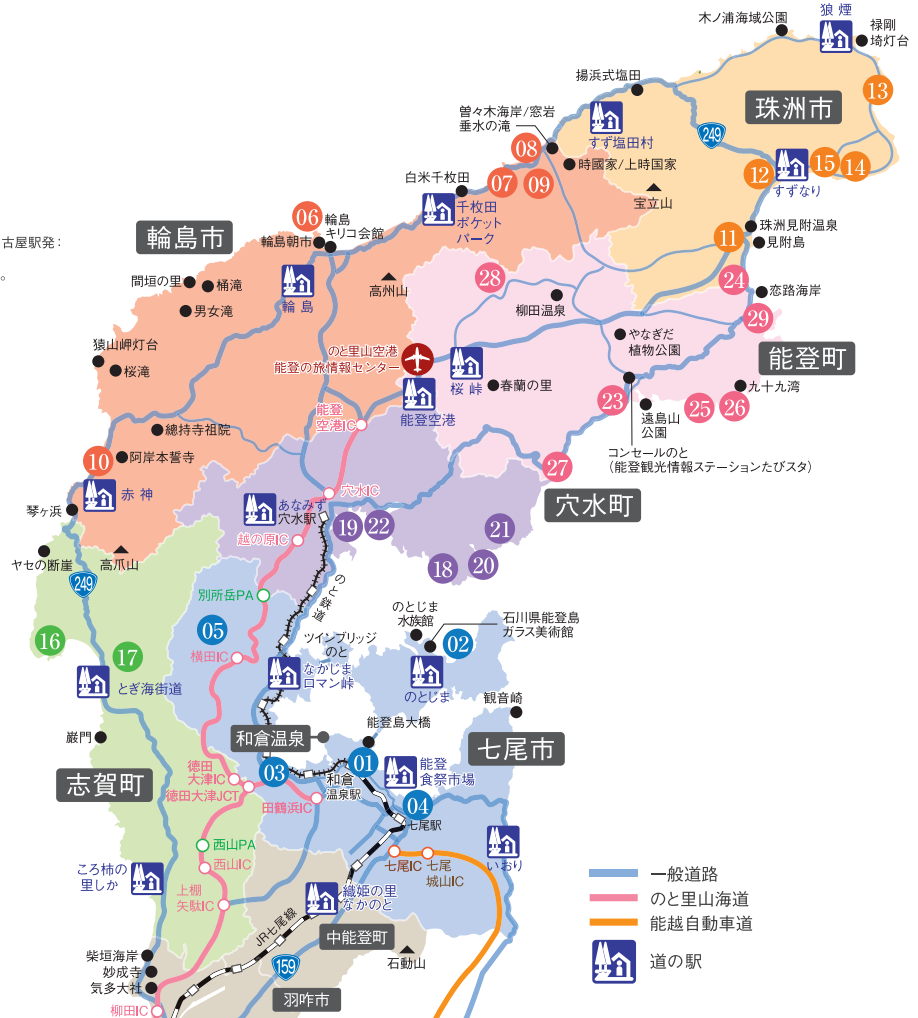 木ノ浦海域公園
狼煙
禄剛
埼灯台
13
揚浜式塩田
珠洲市
曽々木海岸/窓岩
垂水の滝
すず塩田村
249
08
時國家/上時国家
12
15
14
すずなり
白米千枚田
07
09
宝立山
千枚田
ポケット
パーク
06
輪島
キリコ会館
輪島朝市
輪島市
古屋駅発：
。
11
珠洲見附温泉
見附島
間垣の里
桶滝
輪島
高州山
28
24
恋路海岸
男女滝
柳田温泉
29
猿山岬灯台
桜滝
のと里山空港
能登の旅情報センター
やなぎだ
植物公園
能登町
桜峠
春蘭の里
九十九湾
能登空港
23
遠島山
公園
25
26
能登
空港IC
總持寺祖院
コンセールのと
（能登観光情報ステーションたびスタ）
10
阿岸本誓寺
27
赤神
穴水IC
穴水町
琴ヶ浜
あなみず
穴水駅
19
22
21
越の原IC
ヤセの断崖
高爪山
18
20
249
別所岳PA
のと鉄道
のとじま
水族館
石川県能登島
ガラス美術館
16
05
ツインブリッジ
のと
02
17
横田IC
なかじま
ロマン峠
とぎ海街道
のとじま
観音崎
巌門
和倉温泉
能登島大橋
七尾市
志賀町
徳田
大津IC
03
和倉
温泉駅
01
能登
食祭市場
徳田大津JCT
田鶴浜IC
04
七尾駅
西山PA
西山IC
七尾IC
七尾
城山IC
いおり
ころ柿の
里しか
上棚
矢駄IC
織姫の里
なかのと
一般道路
のと里山海道
能越自動車道
道の駅
JR七尾線
中能登町
柴垣海岸
妙成寺
気多大社
159
石動山
柳田IC
羽咋市